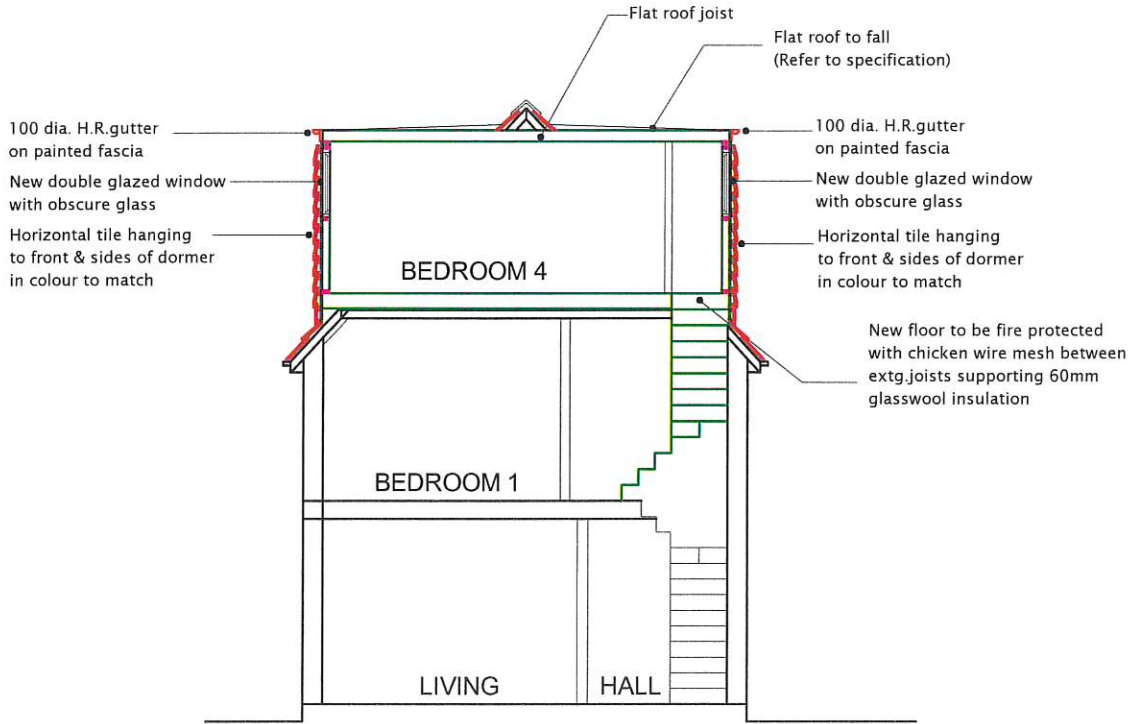 Flat roof joist
Flat roof to fall
(Refer to specification)
100 dia. H.R.gutter
on painted fascia
100 dia. H.R.gutter
on painted fascia
New double glazed window
with obscure glass
New double glazed window
with obscure glass
Horizontal tile hanging
to front & sides of dormer
in colour to match
Horizontal tile hanging
to front & sides of dormer
in colour to match
BEDROOM 4
New floor to be fire protected
with chicken wire mesh between
extg.joists supporting 60mm
glasswool insulation
BEDROOM 1
LIVING
HALL